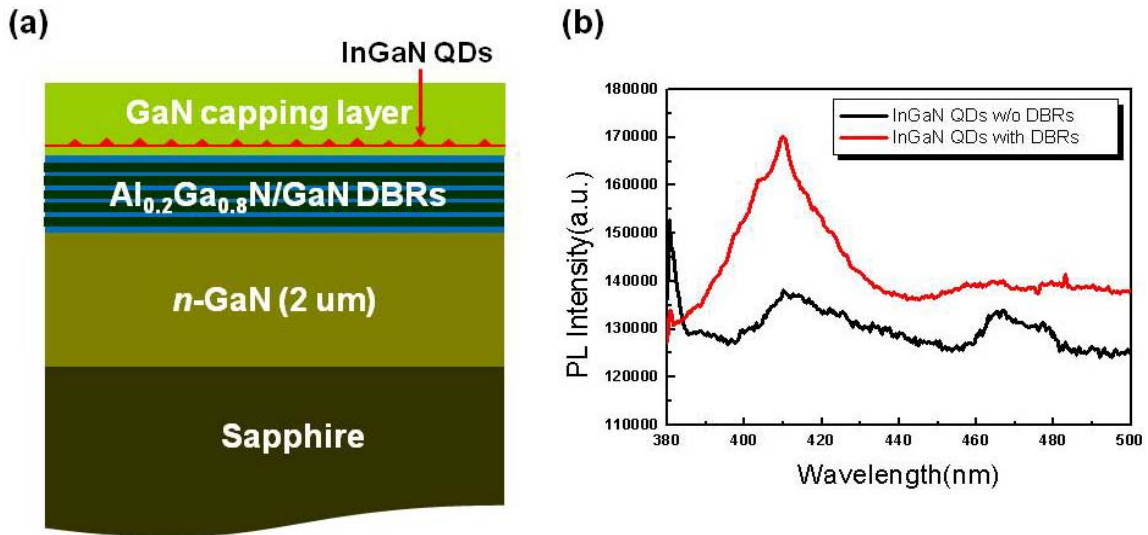 (a)
InGaN QDs
GaN capping layer
Al0.2Ga0.8N/GaN DBRs
n-GaN (2 um)
Sapphire
(b)
180000
170000
160000
150000
140000
130000
120000
110000
PL Intensity(a.u.)
InGaN QDs w/o DBRs
InGaN QDs with DBRs
380 400 420 440 460 480 500
Wavelength(nm)